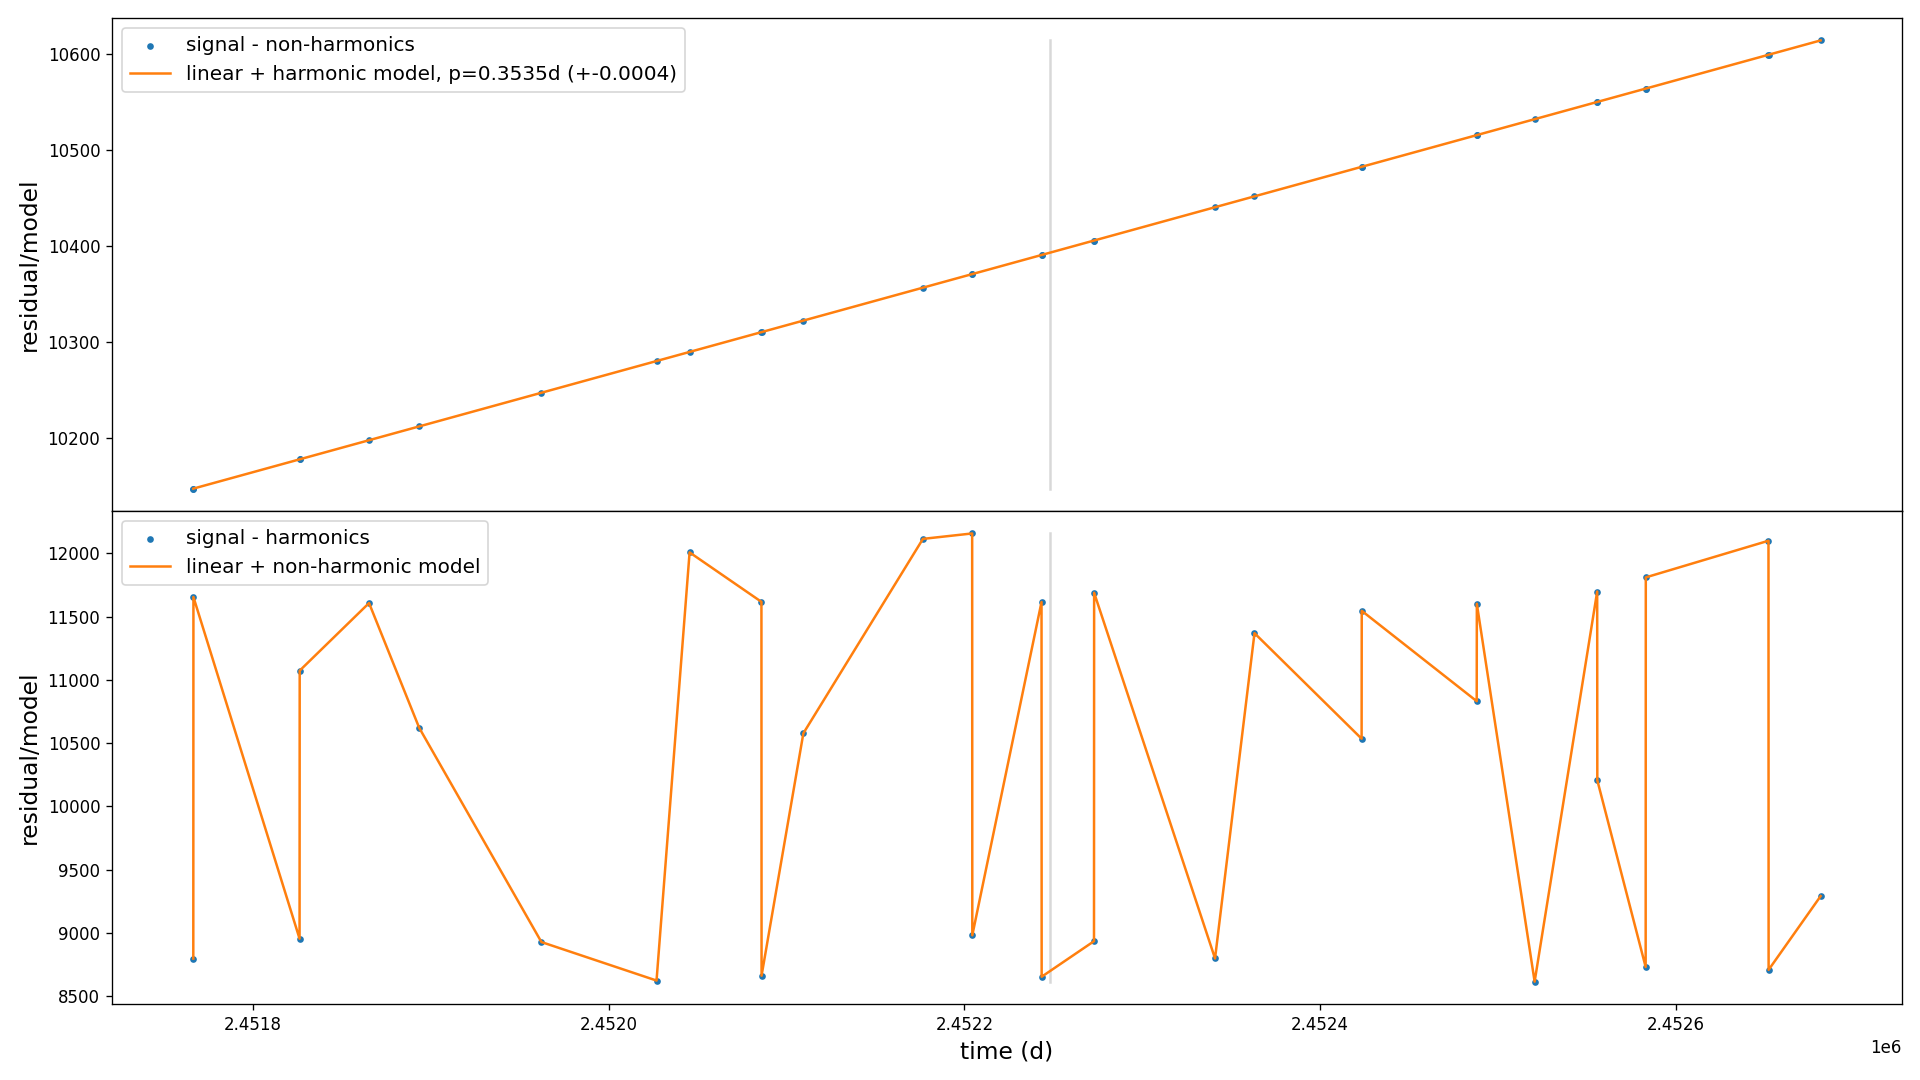 signal - non-harmonics
linear + harmonic model, p=0.3535d (+-0.0004)
10600
10500
10400
10300
10200
residual/model
signal - harmonics
linear + non-harmonic model
12000
11500
11000
10500
10000
9500
9000
8500
residual/model
2.4518 2.4520 2.4522 2.4524 2.4526
time (d)
1e6